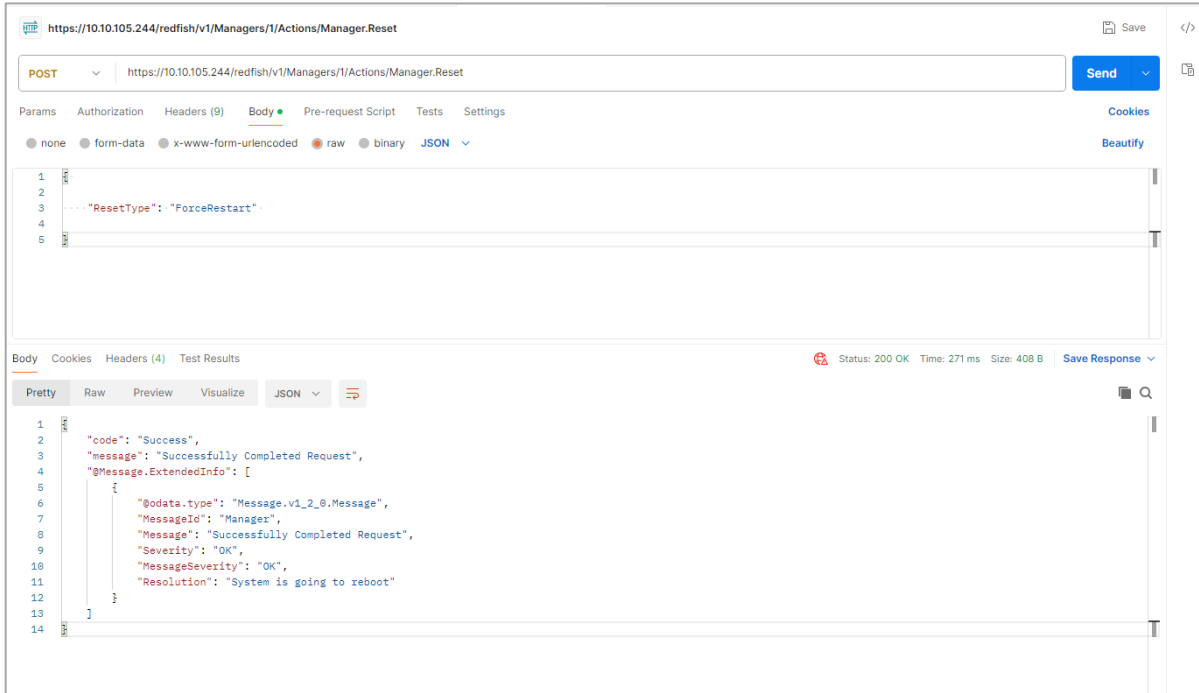 HTTP https://10.10.105.244/redfish/v1/Managers/1/Actions/Manager.Reset Save </>
POST https://10.10.105.244/redfish/v1/Managers/1/Actions/Manager.Reset Send
Params Authorization Headers (9) Body Pre-request Script Tests Settings Cookies
none form-data x-www-form-urlencoded raw binary JSON Beautify
1 {
2
3 "ResetType": "ForceRestart"
4
5 }
Body Cookies Headers (4) Test Results Status: 200 OK Time: 271 ms Size: 408 B Save Response
Pretty Raw Preview Visualize JSON
1 {
2 "code": "Success",
3 "message": "Successfully Completed Request",
4 "@Message.ExtendedInfo": [
5 {
6 "@odata.type": "Message.v1_2_0.Message",
7 "MessageId": "Manager",
8 "Message": "Successfully Completed Request",
9 "Severity": "OK",
10 "MessageSeverity": "OK",
11 "Resolution": "System is going to reboot"
12 }
13 ]
14 }